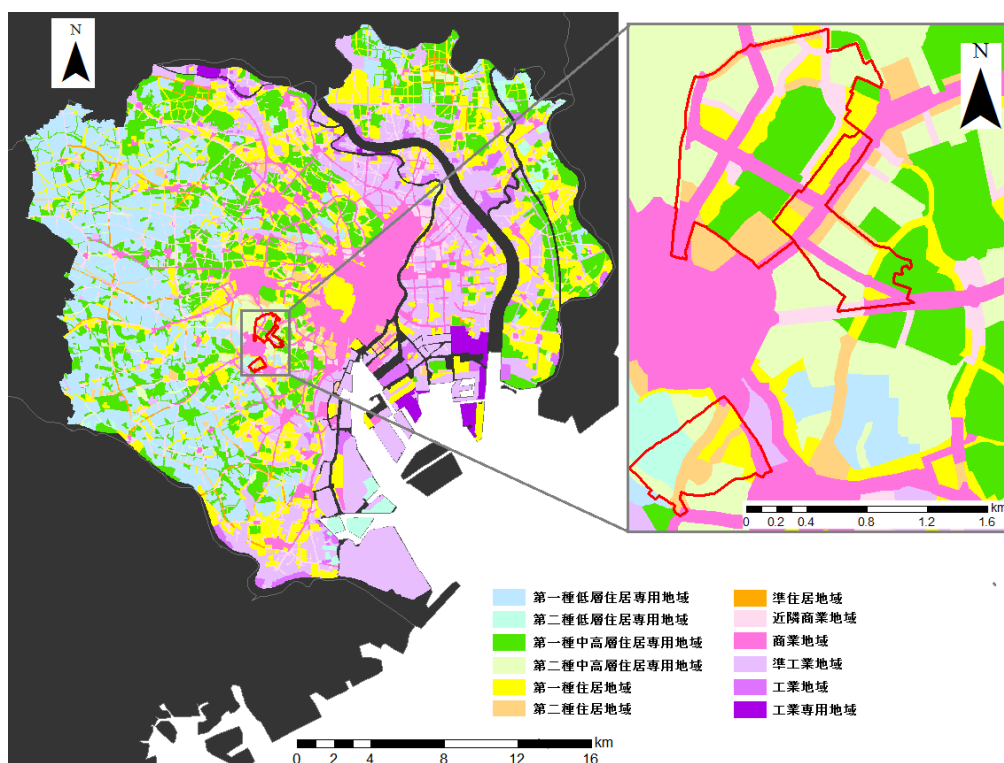 N
N
0 0.2 0.4 0.8 1.2 1.6
km
第一種低層住居専用地域
第二種低層住居専用地域
第一種中高層住居専用地域
第二種中高層住居専用地域
第一種住居地域
第二種住居地域
準住居地域
近隣商業地域
商業地域
準工業地域
工業地域
工業専用地域
km
0 2 4 8 12 16